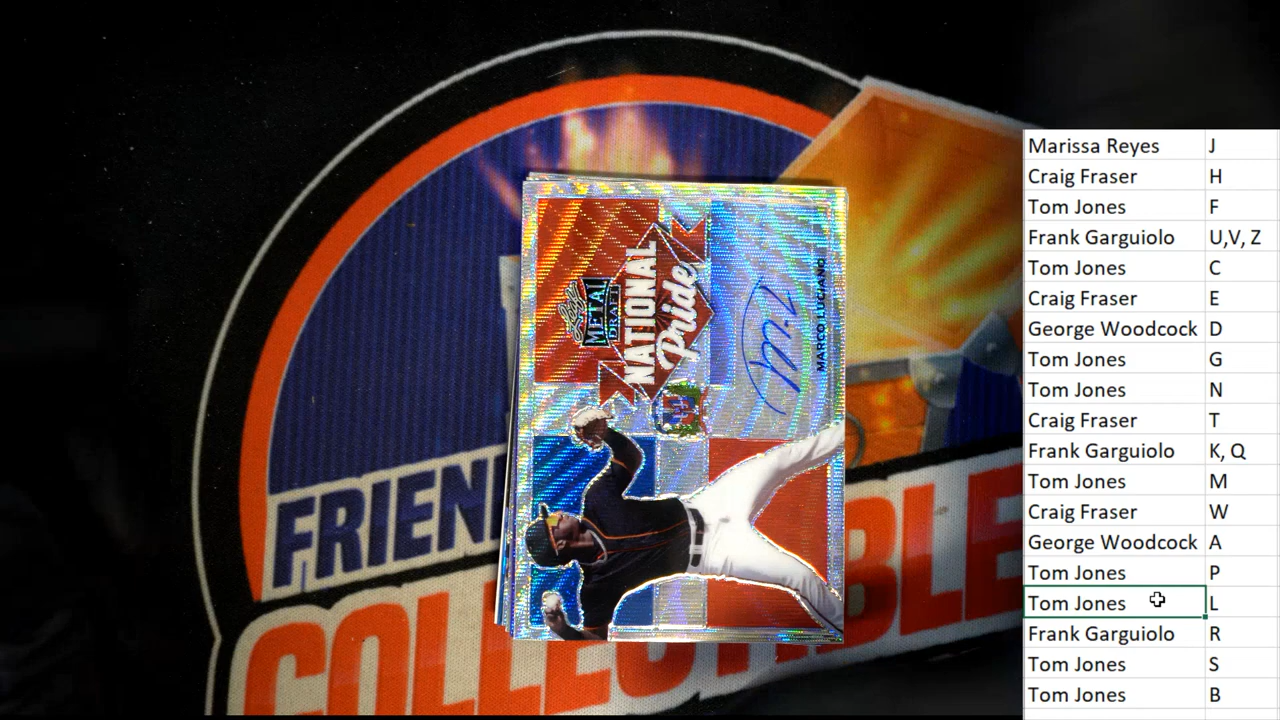 Leaf
METAL
DRAFT
NATIONAL
Pride
MARCO LUCIANO
FRIEN
COLLECTIBLE
Marissa Reyes J
Craig Fraser H
Tom Jones F
Frank Garguiolo U,V, Z
Tom Jones C
Craig Fraser E
George Woodcock D
Tom Jones G
Tom Jones N
Craig Fraser T
Frank Garguiolo K, Q
Tom Jones M
Craig Fraser W
George Woodcock A
Tom Jones P
Tom Jones L
Frank Garguiolo R
Tom Jones S
Tom Jones B